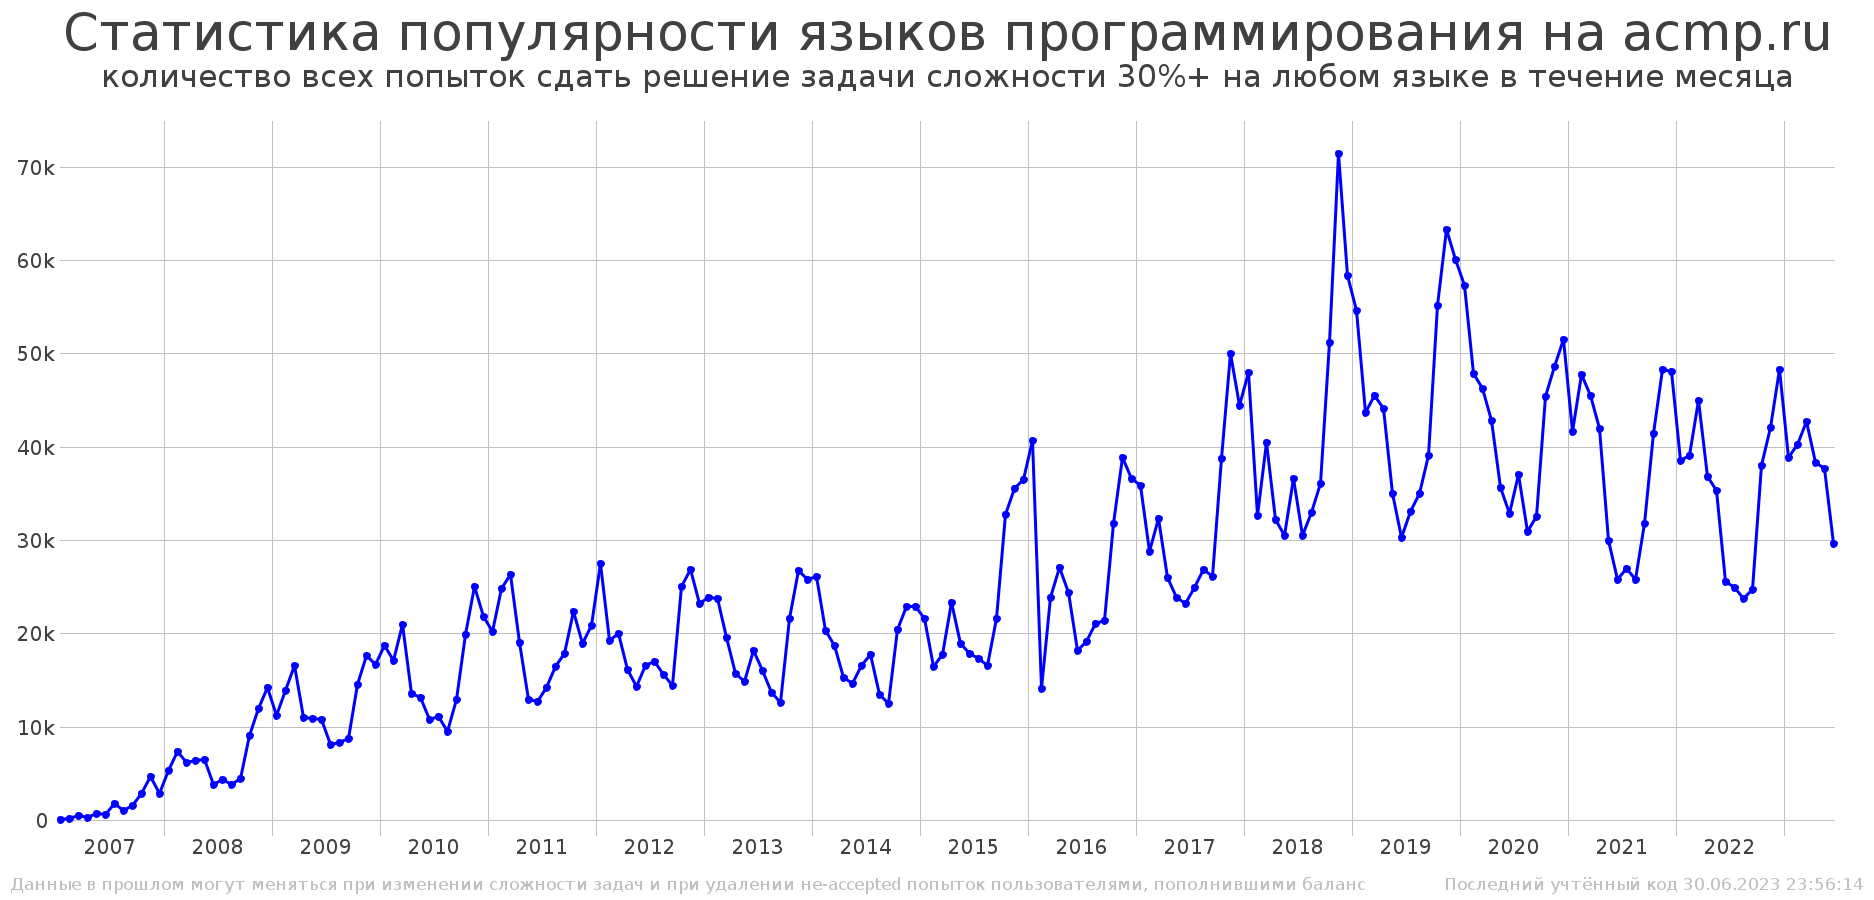 Статистика популярности языков программирования на acmp.ru
количество всех попыток сдать решение задачи сложности 30%+ на любом языке в течение месяца
70k
60k
50k
40k
30k
20k
10k
0
2007 2008 2009 2010 2011 2012 2013 2014 2015 2016 2017 2018 2019 2020 2021 2022
Данные в прошлом могут меняться при изменении сложности задач и при удалении не-accepted попыток пользователями, пополнившими баланс
Последний учтённый код 30.06.2023 23:56:14